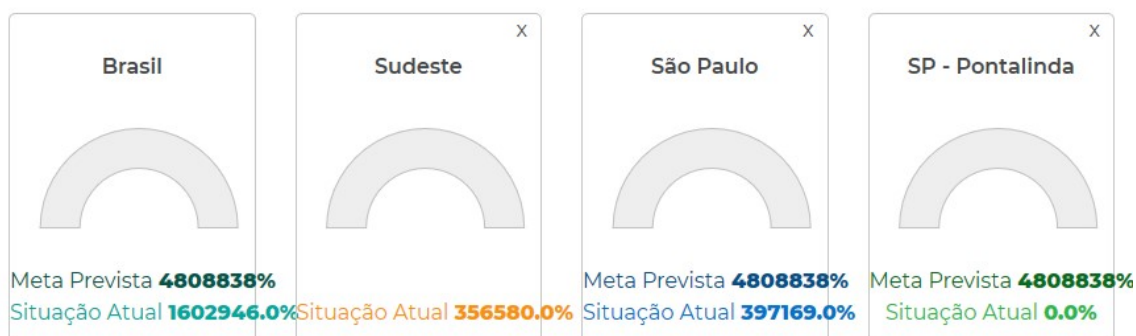 Brasil
Meta Prevista 4808838%
Situação Atual 1602946.0%
X
Sudeste
Situação Atual 356580.0%
X
São Paulo
Meta Prevista 4808838%
Situação Atual 397169.0%
X
SP - Pontalinda
Meta Prevista 4808838%
Situação Atual 0.0%